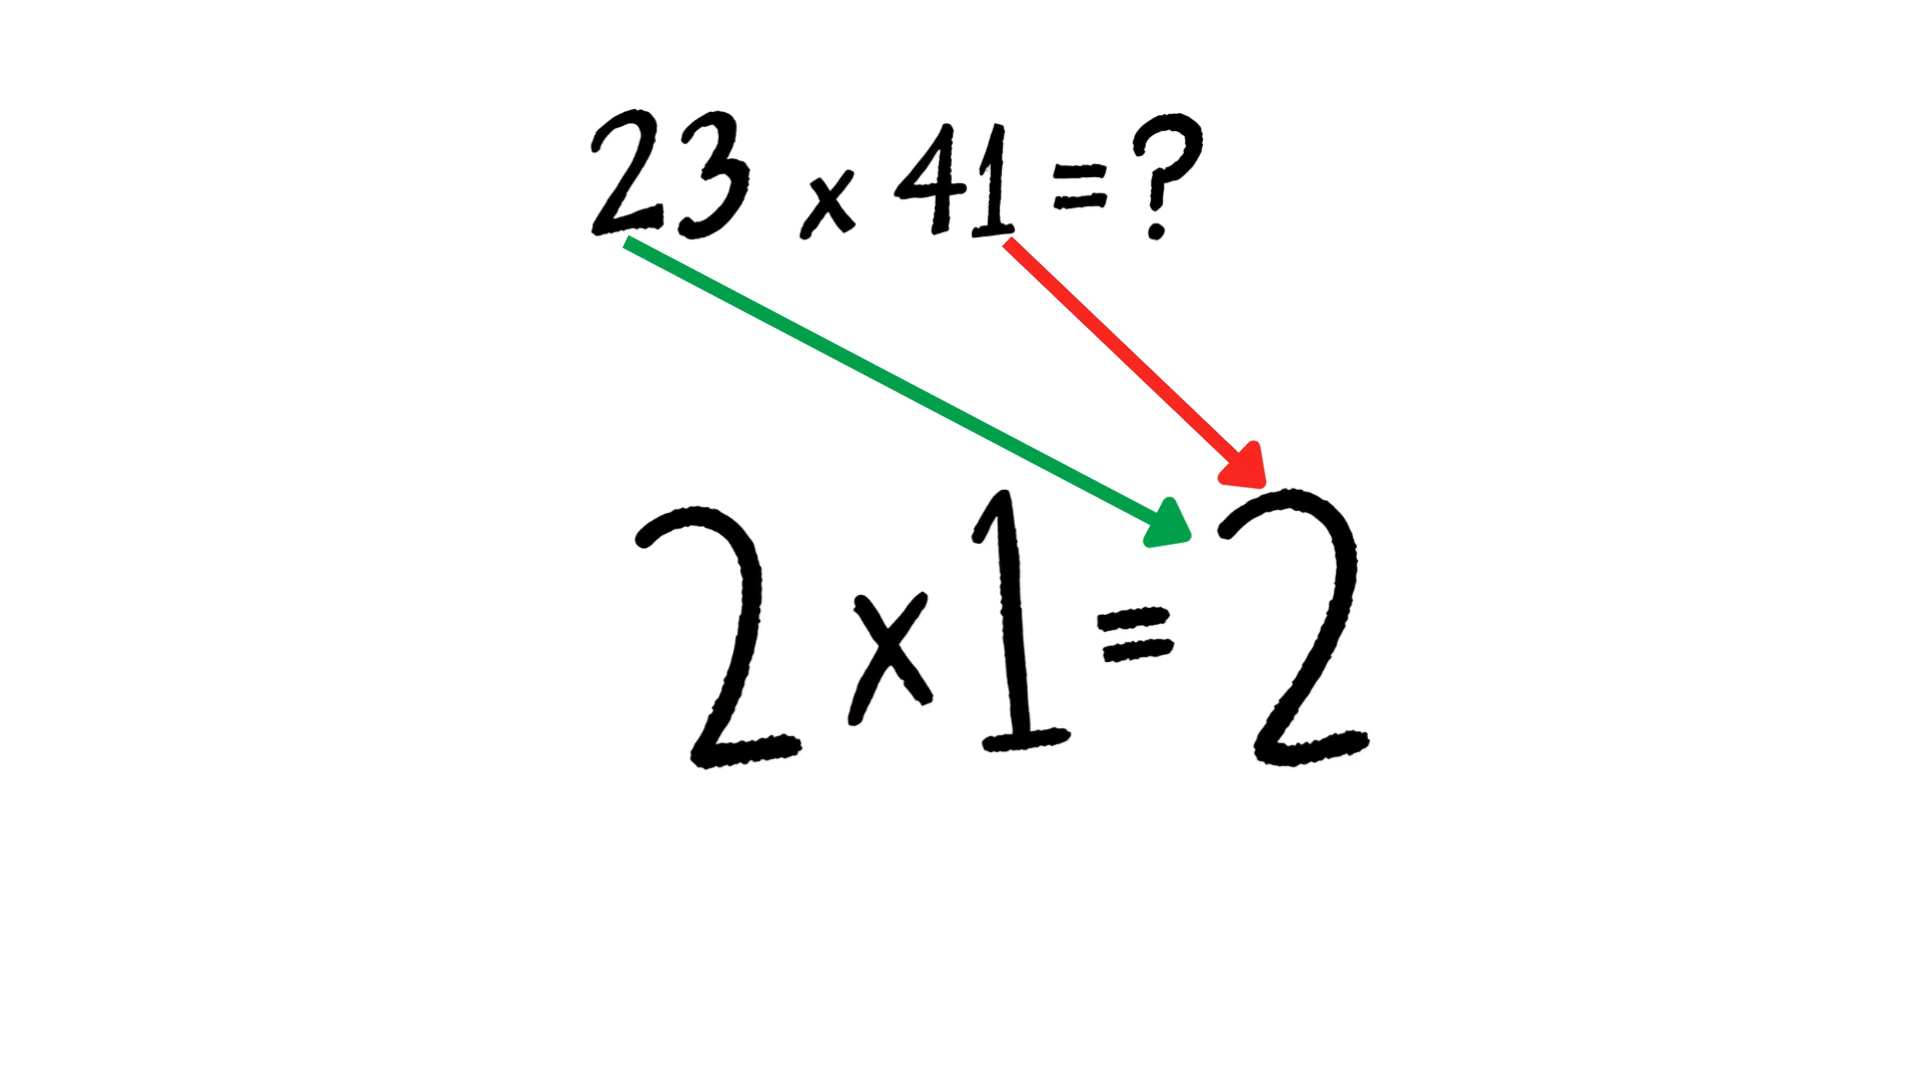 23 x 41 = ?
2 x 1 = 2